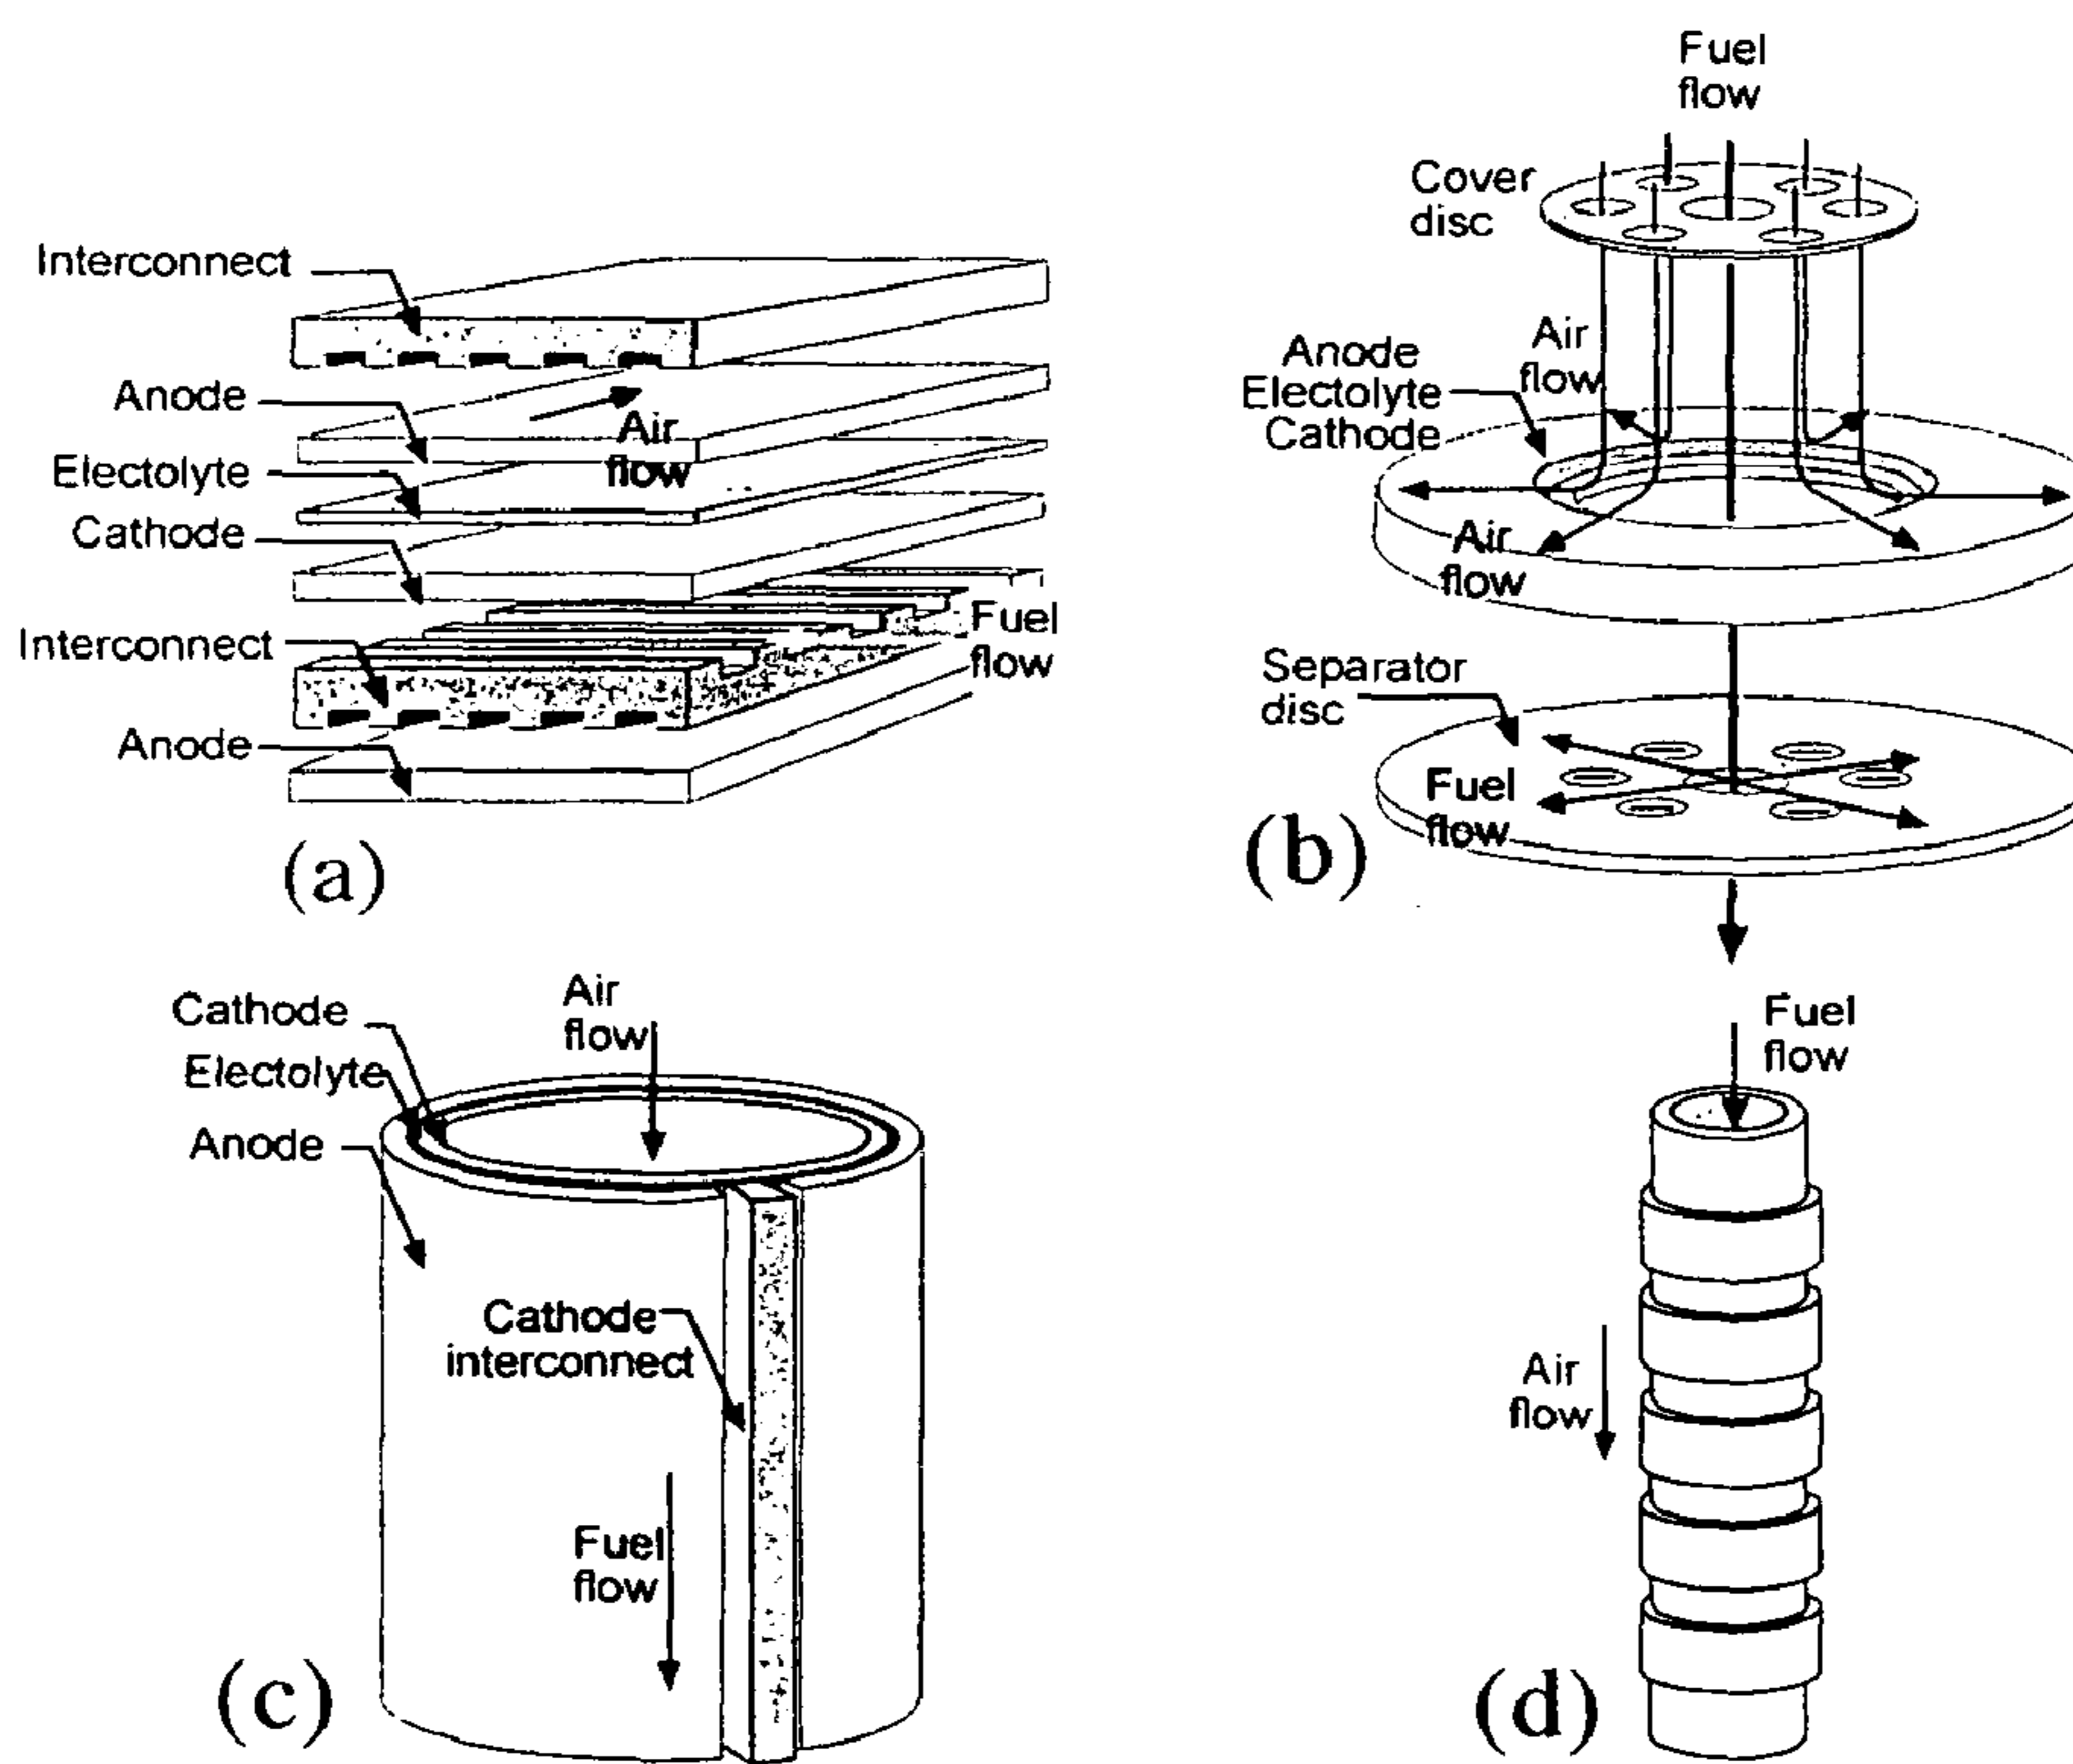 Interconnect
Anode
Air
flow
Electolyte
Cathode
Interconnect
Fuel
flow
Anode
(a)
Fuel
flow
Cover
disc
Air
flow
Anode
Electolyte
Cathode
Air
flow
Separator
disc
Fuel
flow
(b)
Cathode
Air
flow
Electolyte
Anode
Cathode
interconnect
Fuel
flow
(c)
Fuel
flow
Air
flow
(d)